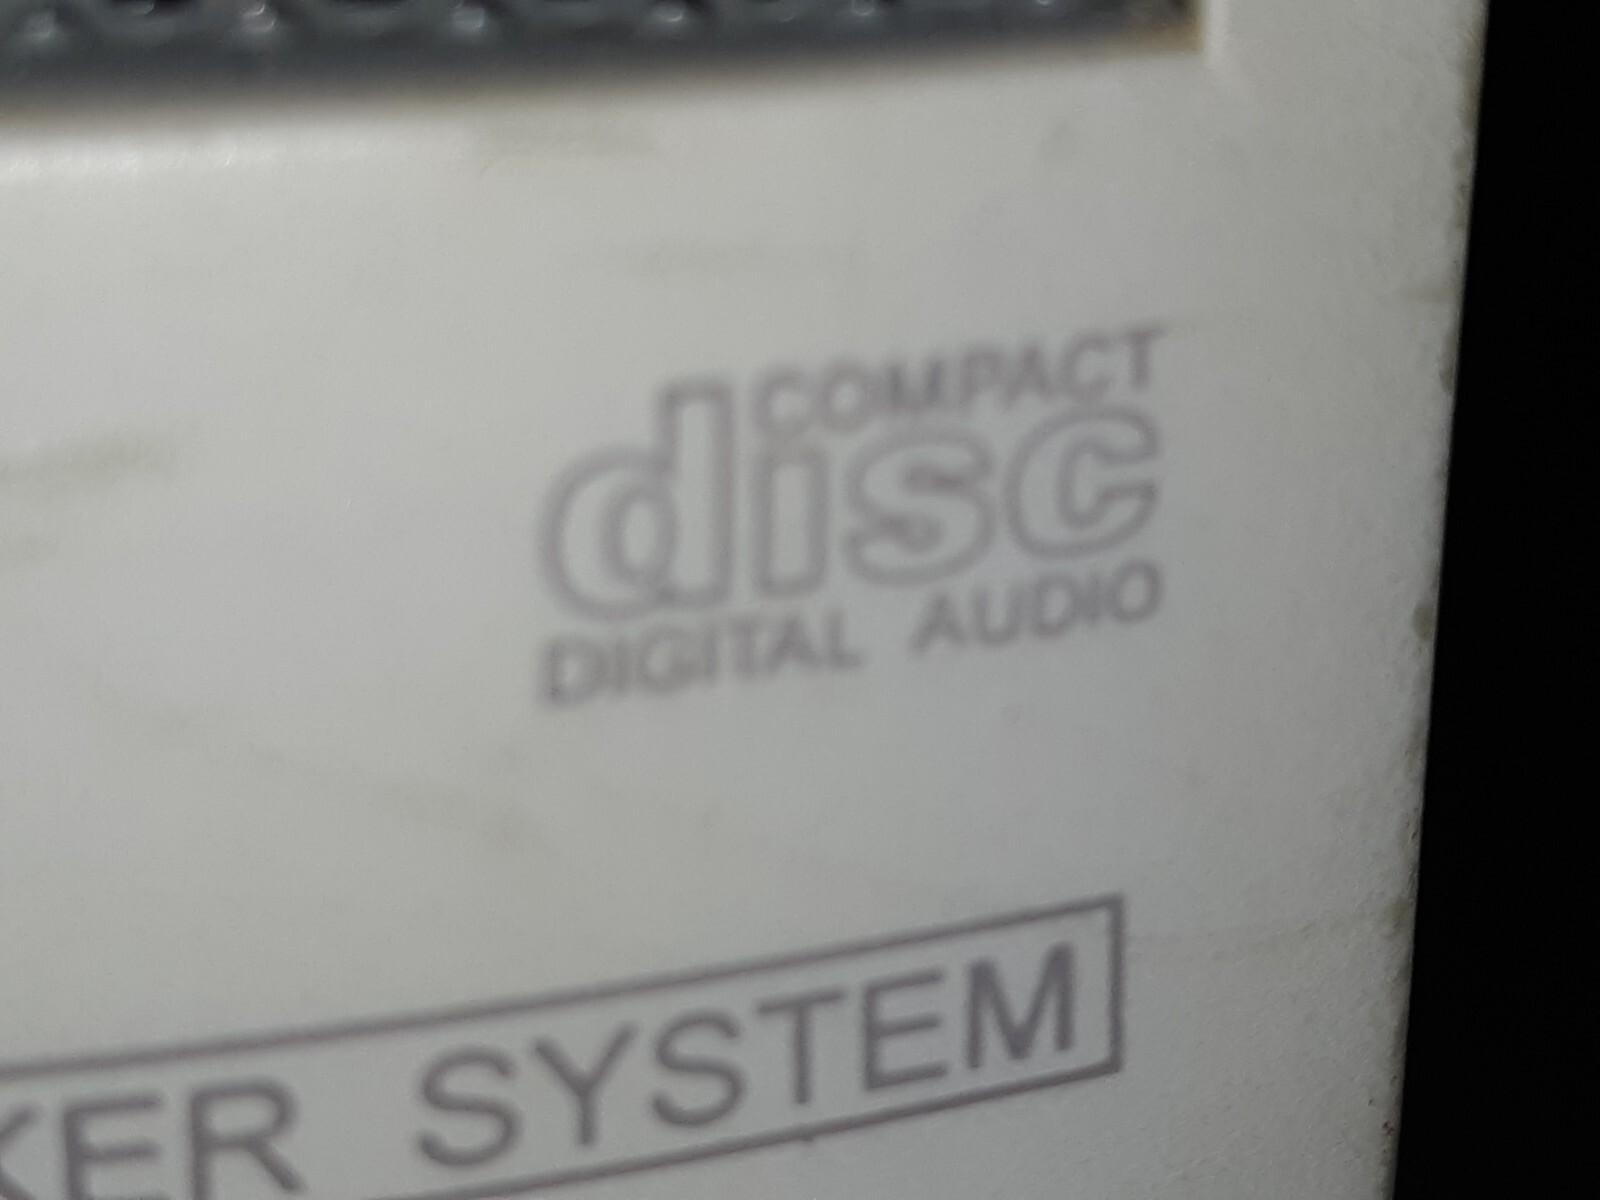 COMPACT
disc
DIGITAL AUDIO
KER SYSTEM